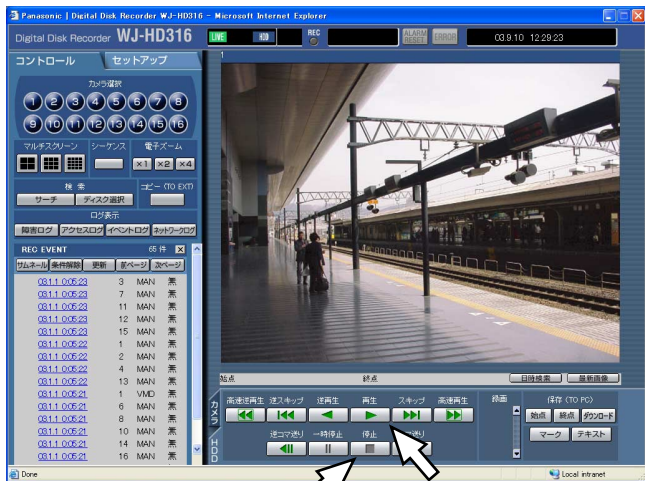 Panasonic | Digital Disk Recorder WJ-HD316 - Microsoft Internet Explorer
Digital Disk Recorder WJ-HD316
LIVE HDD REC ALARM RESET ERROR 03.9.10 12:29:23
コントロール セットアップ
カメラ選択
1 2 3 4 5 6 7 8
9 10 11 12 13 14 15 16
マルチスクリーン シーケンス 電子ズーム
×1 ×2 ×4
検索 コピー (TO EXT)
サーチ ディスク選択
ログ表示
障害ログ アクセスログ イベントログ ネットワークログ
REC EVENT 65 件 X
サムネール 条件解除 更新 前ページ 次ページ
03.1.1 0:05:23 3 MAN 無
03.1.1 0:05:23 7 MAN 無
03.1.1 0:05:23 11 MAN 無
03.1.1 0:05:23 12 MAN 無
03.1.1 0:05:23 15 MAN 無
03.1.1 0:05:22 1 MAN 無
03.1.1 0:05:22 2 MAN 無
03.1.1 0:05:22 4 MAN 無
03.1.1 0:05:22 13 MAN 無
03.1.1 0:05:21 1 VMD 無
03.1.1 0:05:21 6 MAN 無
03.1.1 0:05:21 8 MAN 無
03.1.1 0:05:21 10 MAN 無
03.1.1 0:05:21 14 MAN 無
03.1.1 0:05:21 16 MAN 無
1
始点 終点 日時検索 最新画像
カメラ
HDD
高速逆再生 逆スキップ 逆再生 再生 スキップ 高速再生
逆コマ送り 一時停止 停止 マ送り
録画
保存 (TO PC)
始点 終点 ダウンロード
マーク テキスト
Done Local intranet